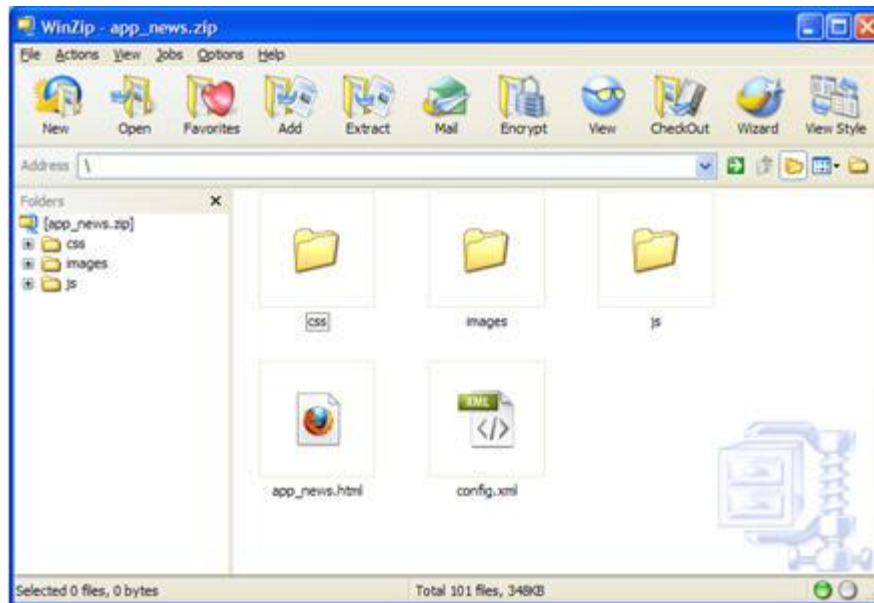 WinZip - app_news.zip
File Actions View Jobs Options Help
New Open Favorites Add Extract Mail Encrypt View CheckOut Wizard View Style
Address \
Folders
[app_news.zip]
css
images
js
css images js
XML
</>
app_news.html config.xml
Selected 0 files, 0 bytes Total 101 files, 348KB